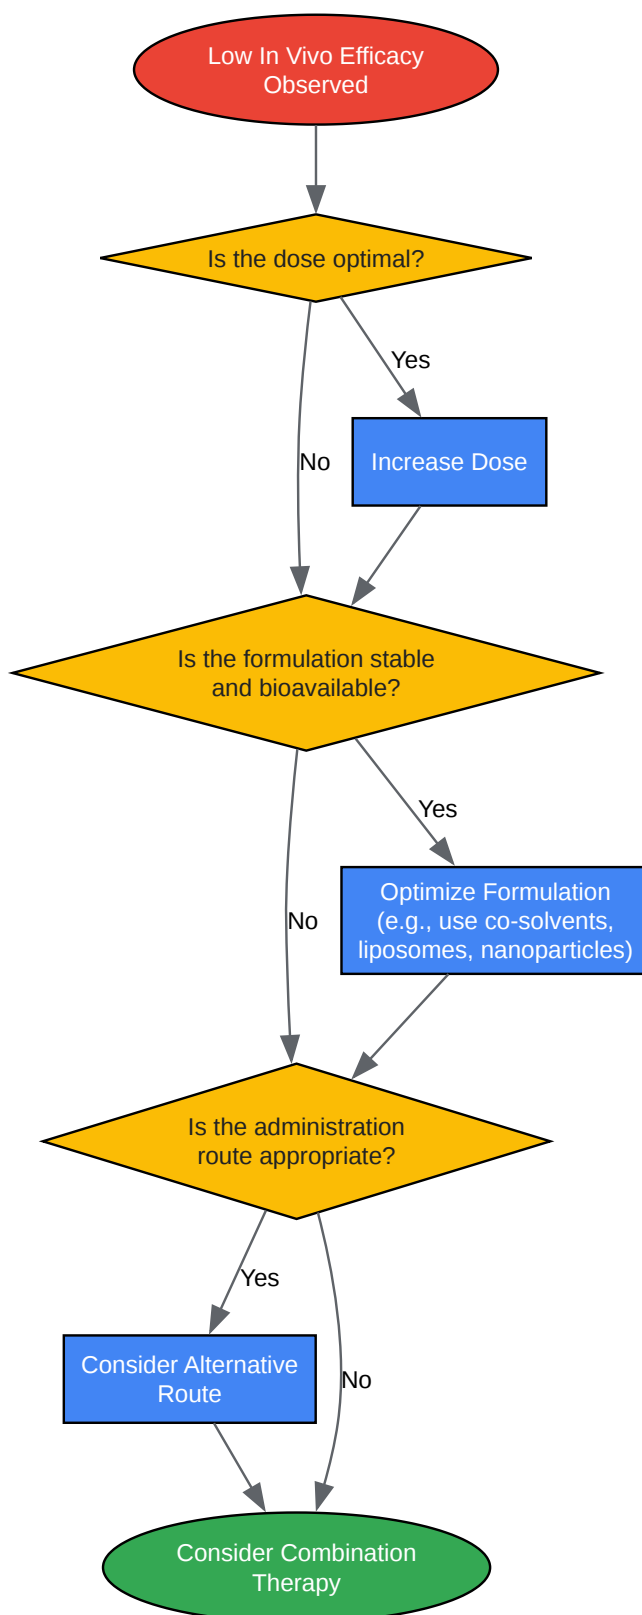 Low In Vivo Efficacy
Observed
Is the dose optimal?
Yes
No
Increase Dose
Is the formulation stable
and bioavailable?
Yes
No
Optimize Formulation
(e.g., use co-solvents,
liposomes, nanoparticles)
Is the administration
route appropriate?
Yes
Consider Alternative
Route
No
Consider Combination
Therapy